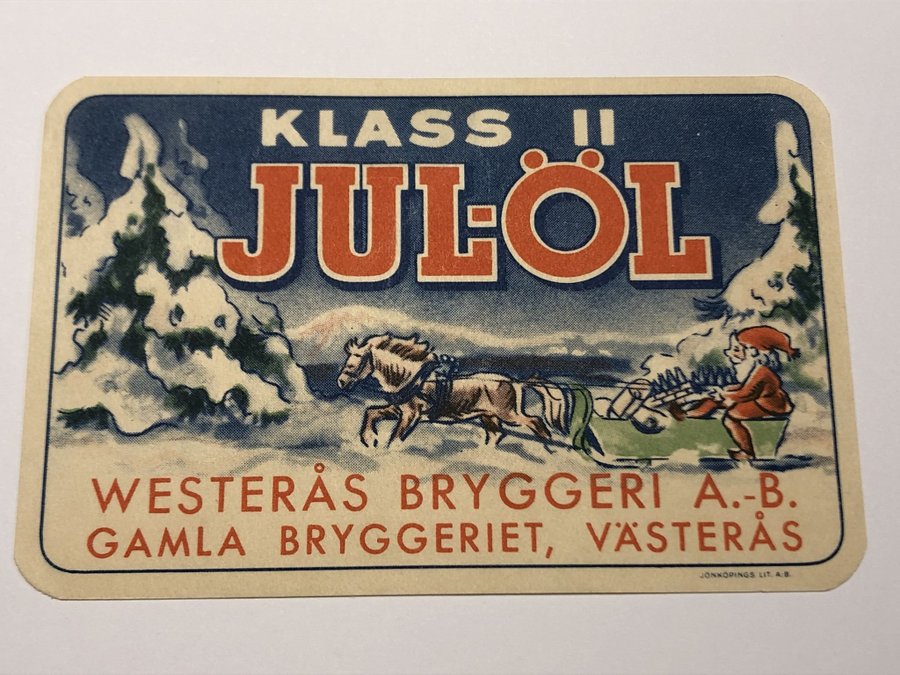 KLASS II
JUL-ÖL
WESTERÅS BRYGGERI A.-B.
GAMLA BRYGGERIET, VÄSTERÅS
JÖNKÖPINGS LIT. A.B.